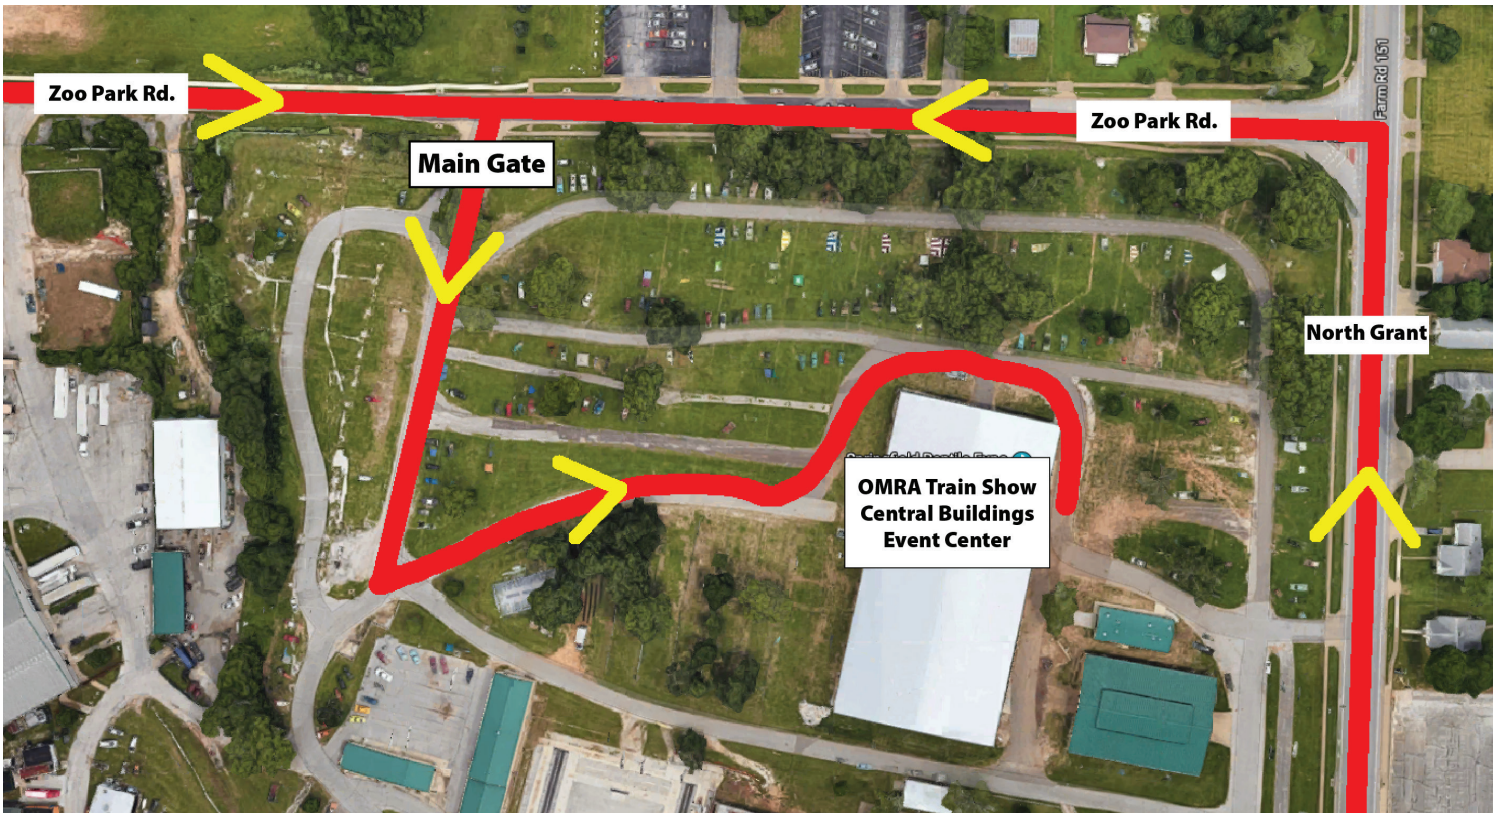 Farm Rd 151
Zoo Park Rd.
Zoo Park Rd.
Main Gate
North Grant
OMRA Train Show
Central Buildings
Event Center